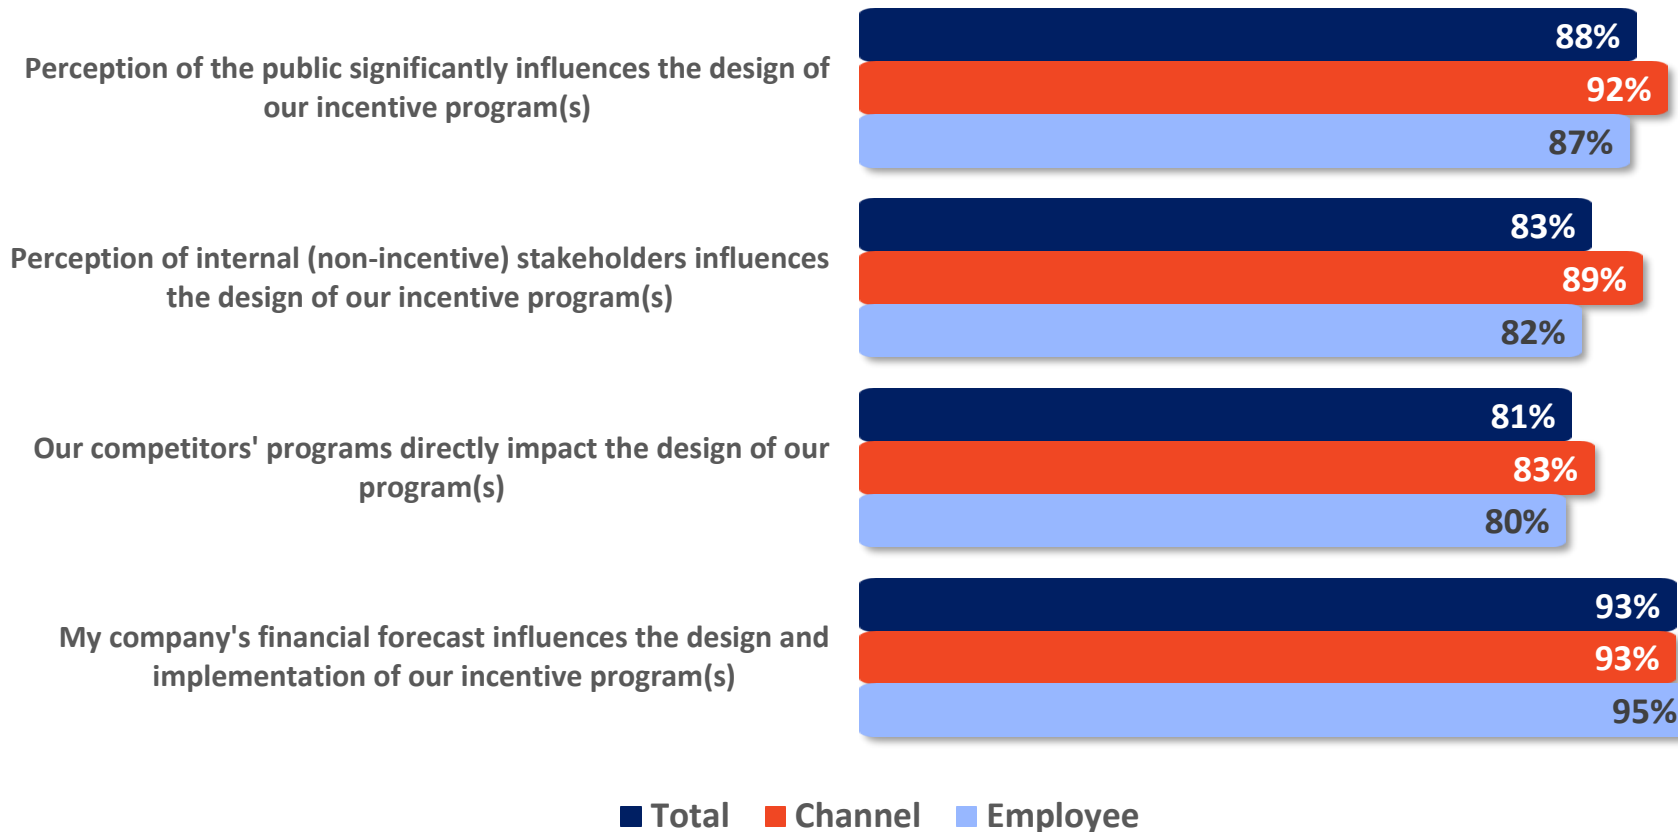 Perception of the public significantly influences the design of
our incentive program(s)
88%
92%
87%
Perception of internal (non-incentive) stakeholders influences
the design of our incentive program(s)
83%
89%
82%
Our competitors' programs directly impact the design of our
program(s)
81%
83%
80%
My company's financial forecast influences the design and
implementation of our incentive program(s)
93%
93%
95%
Total Channel Employee